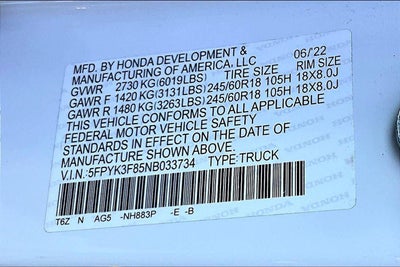 MFD. BY HONDA DEVELOPMENT &
MANUFACTURING OF AMERICA, LLC 06/22
GVWR 2730 KG (6019LBS) TIRE SIZE RIM SIZE
GAWR F 1420 KG (3131LBS) 245/60R18 105H 18X8.0J
GAWR R 1480 KG (3263LBS) 245/60R18 105H 18X8.0J
THIS VEHICLE CONFORMS TO ALL APPLICABLE
FEDERAL MOTOR VEHICLE SAFETY
STANDARDS IN EFFECT ON THE DATE OF
MANUFACTURE SHOWN ABOVE.
V.I.N.: 5FPYK3F85NB033734 TYPE: TRUCK
T6Z N AG5 -NH883P -E -B